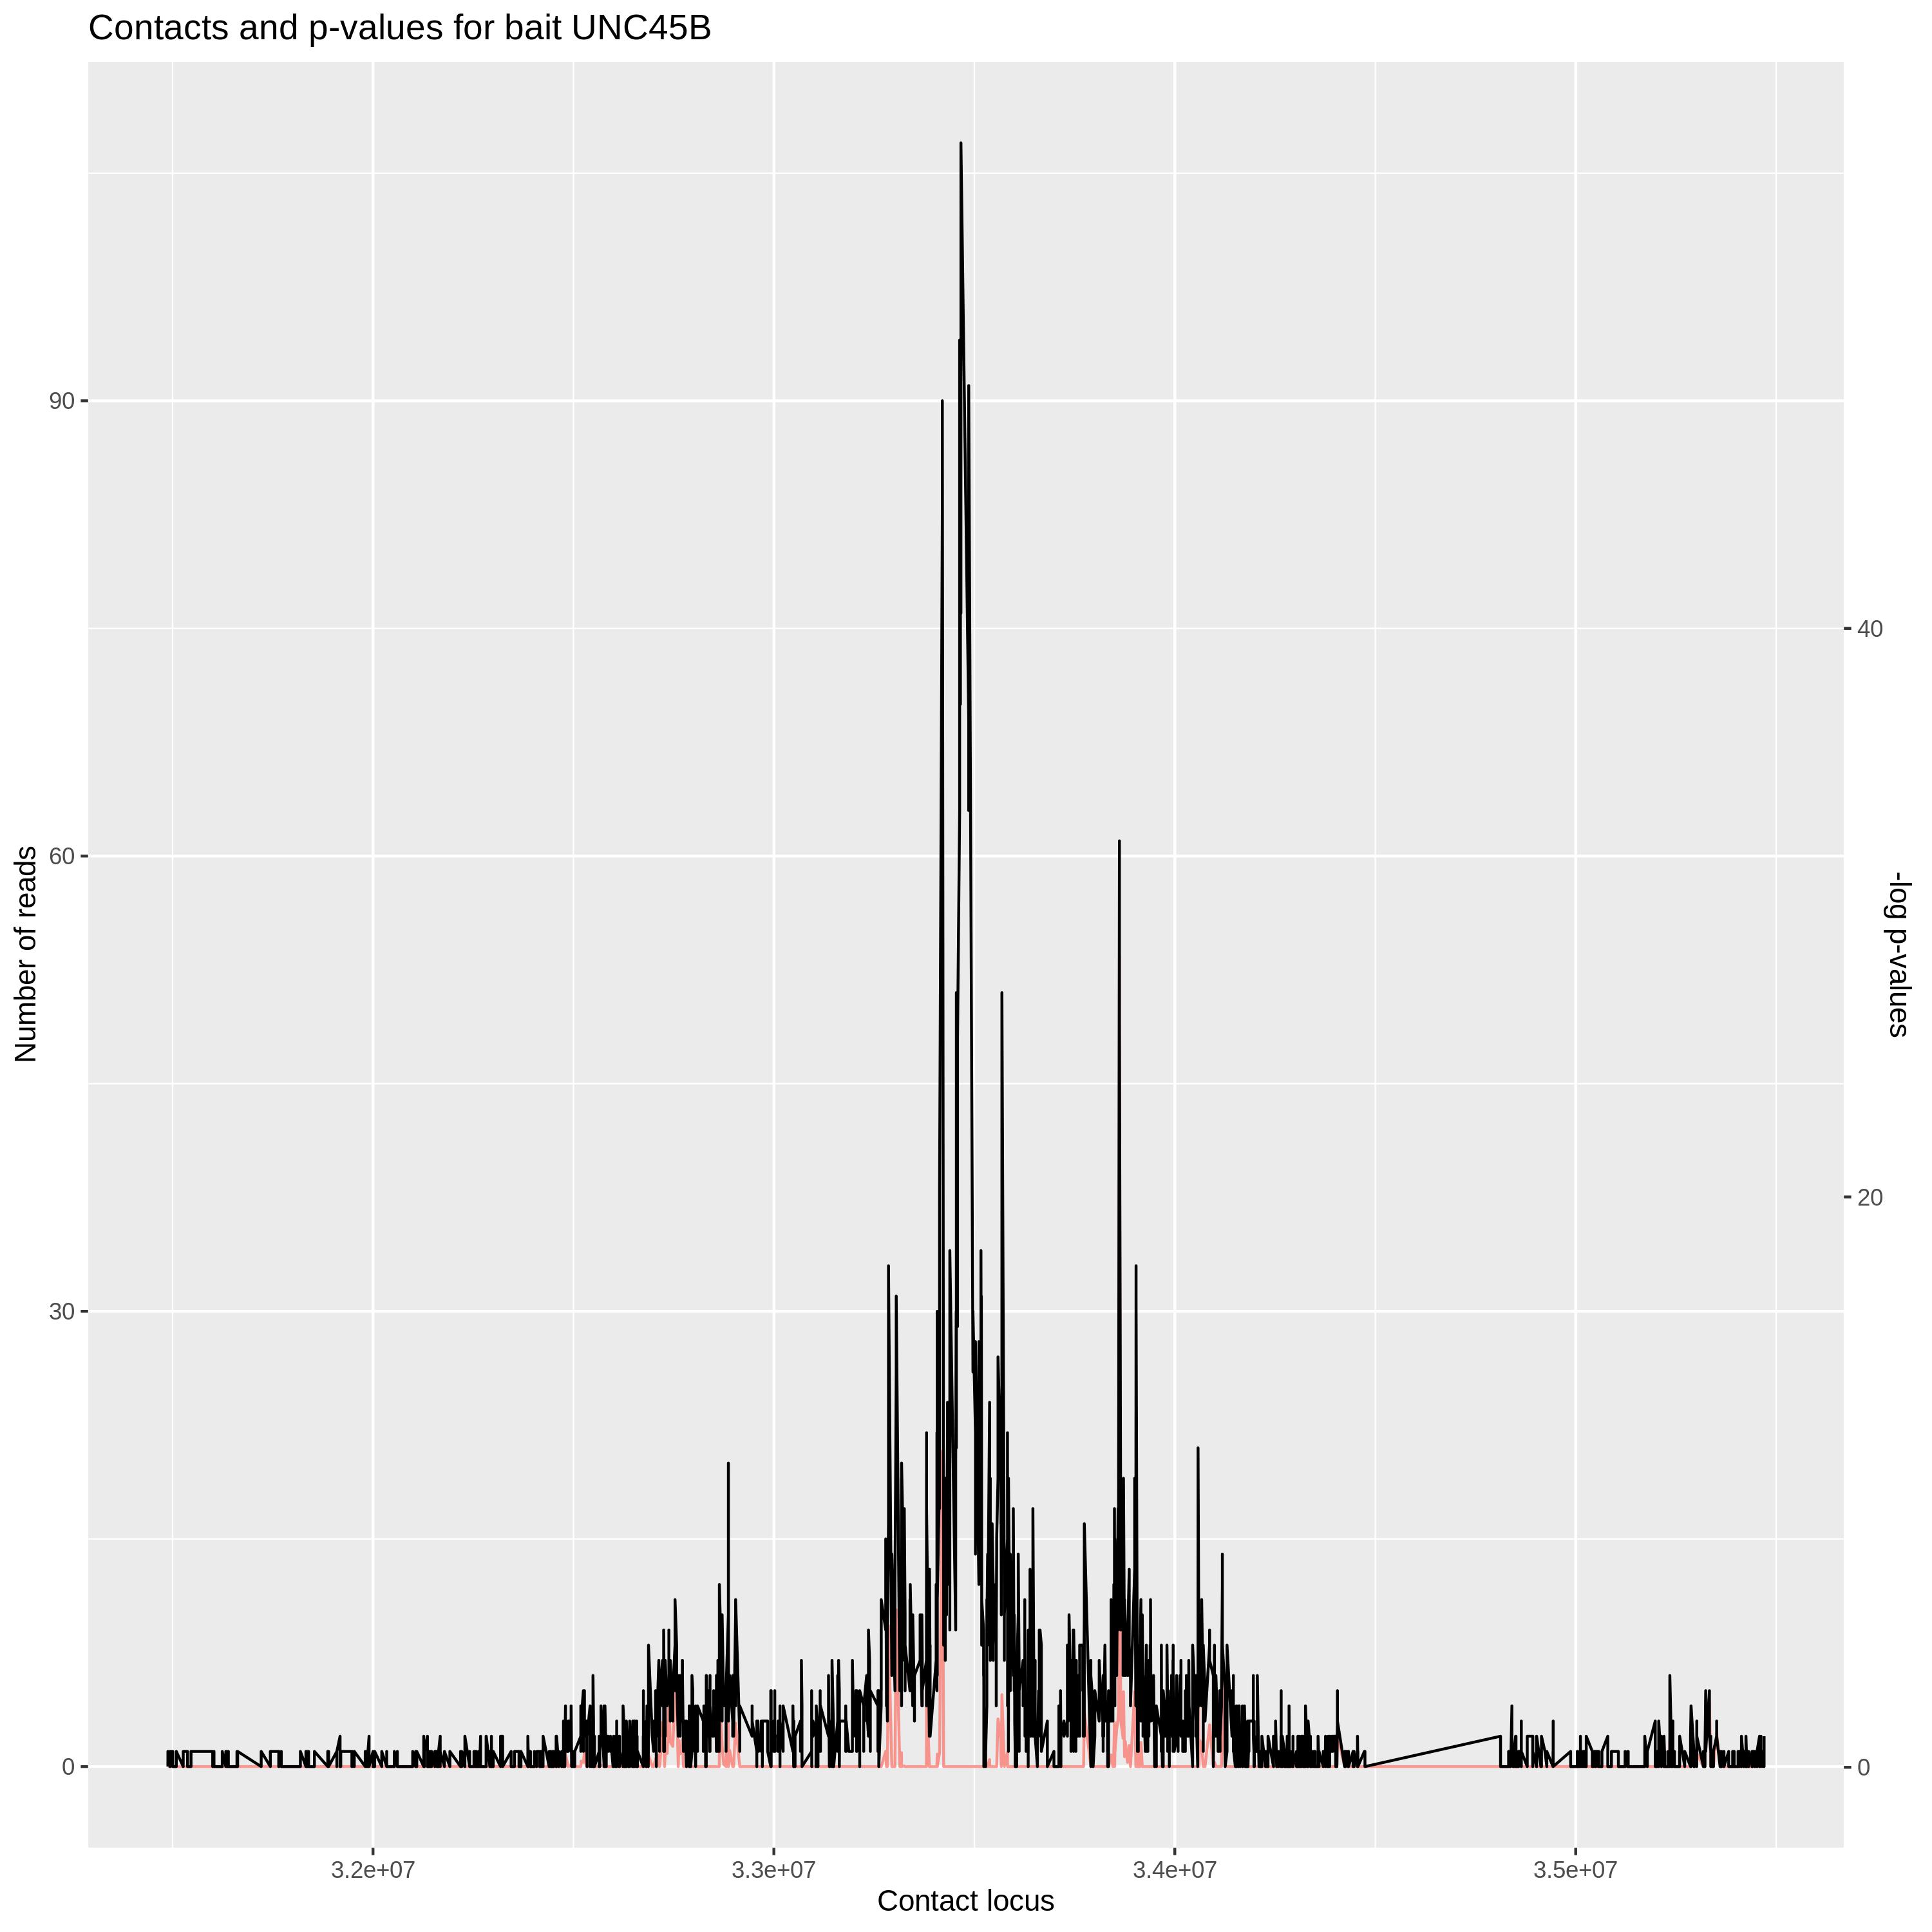 Contacts and p-values for bait UNC45B
90
60
30
0
Number of reads
40
20
0
-log p-values
3.2e+07
3.3e+07
3.4e+07
3.5e+07
Contact locus